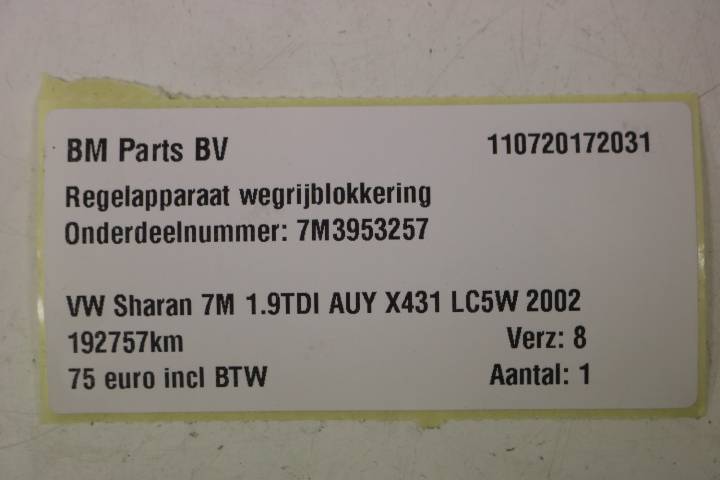 BM Parts BV 110720172031
Regelapparaat wegrijblokkering
Onderdeelnummer: 7M3953257
VW Sharan 7M 1.9TDI AUY X431 LC5W 2002
192757km Verz: 8
75 euro incl BTW Aantal: 1